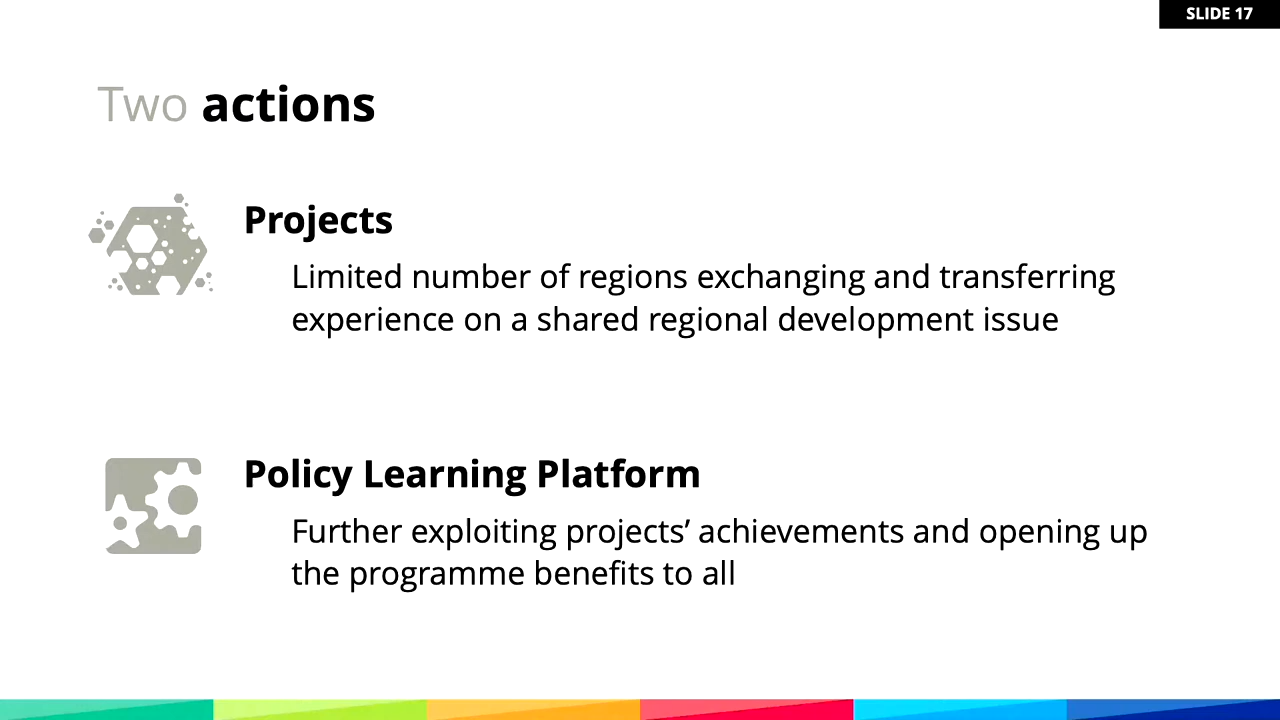 SLIDE 17
Two actions
Projects
Limited number of regions exchanging and transferring
experience on a shared regional development issue
Policy Learning Platform
Further exploiting projects’ achievements and opening up
the programme benefits to all